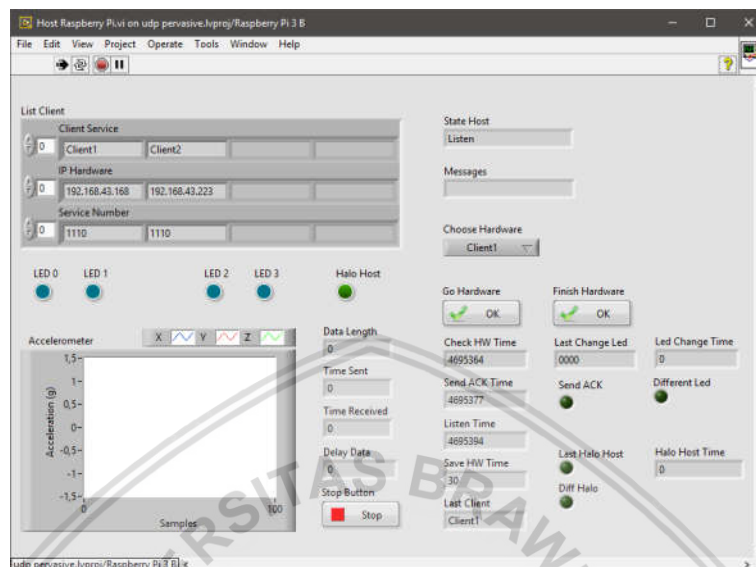 Host Raspberry Pi.vi on udp pervasive.lvproj/Raspberry Pi 3 B
File Edit View Project Operate Tools Window Help
List Client
Client Service
0 Client1 Client2
IP Hardware
0 192.168.43.168 192.168.43.223
Service Number
0 1110 1110
State Host
Listen
Messages
Choose Hardware
Client1
LED 0 LED 1 LED 2 LED 3 Halo Host
Go Hardware Finish Hardware
OK OK
Accelerometer X Y Z
Acceleration (g)
1,5-
1-
0,5-
0-
-0,5-
-1-
-1,5-
0 100
Samples
Data Length
0
Time Sent
0
Time Received
0
Delay Data
0
Stop Button
Stop
Check HW Time
4695364
Send ACK Time
4695377
Listen Time
4695394
Save HW Time
30
Last Client
Client1
Last Change Led
0000
Send ACK
Last Halo Host
Diff Halo
Led Change Time
0
Different Led
Halo Host Time
0
UNIVERSITAS BRAWI
udp pervasive.lvproj/Raspberry Pi 3 B <